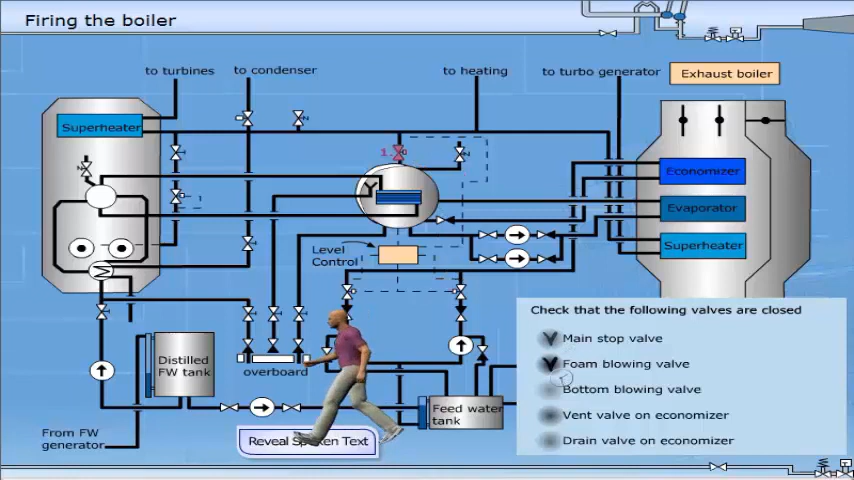 Firing the boiler
to turbines
to condenser
to heating
to turbo generator
Exhaust boiler
Superheater
1.
Economizer
Evaporator
Superheater
Level
Control
Check that the following valves are closed
Main stop valve
Foam blowing valve
Bottom blowing valve
Vent valve on economizer
Drain valve on economizer
Distilled
FW tank
overboard
Feed water
tank
From FW
generator
Reveal Spoken Text